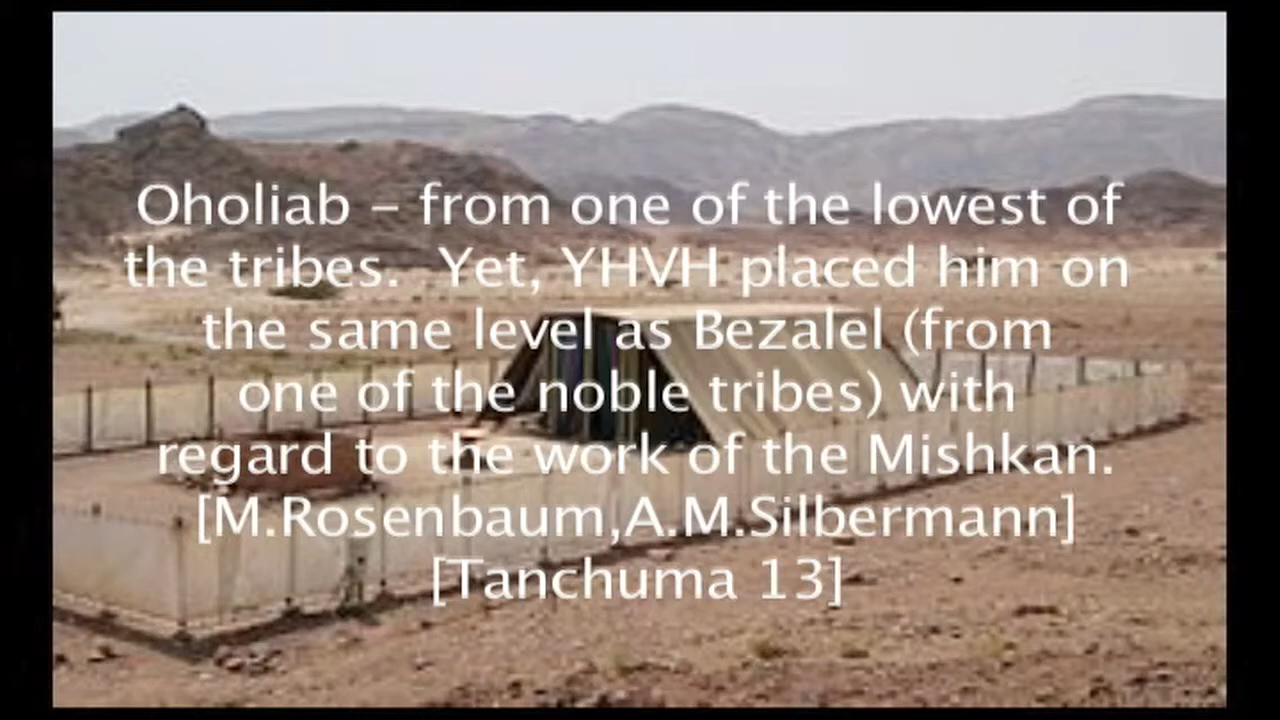 Oholiab – from one of the lowest of
the tribes.  Yet, YHVH placed him on
the same level as Bezalel (from
one of the noble tribes) with
regard to the work of the Mishkan.
[M.Rosenbaum,A.M.Silbermann]
[Tanchuma 13]